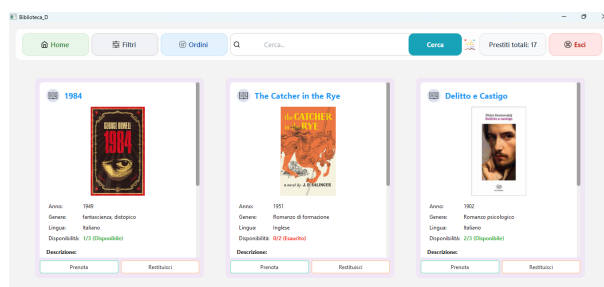 Biblioteca_D
Home
Filtri
Ordini
Cerca...
Cerca
Prestiti totali: 17
Esci
1984
GEORGE ORWELL
1984
Anno: 1949
Genere: fantascienza, distopico
Lingua: Italiano
Disponibilità: 1/3 (Disponibile)
Descrizione:
Prenota
Restituisci
The Catcher in the Rye
the CATCHER
in the RYE
a novel by J. D. SALINGER
Anno: 1951
Genere: Romanzo di formazione
Lingua: Inglese
Disponibilità: 0/2 (Esaurito)
Descrizione:
Prenota
Restituisci
Delitto e Castigo
Delitto e castigo
Anno: 1902
Genere: Romanzo psicologico
Lingua: Italiano
Disponibilità: 2/3 (Disponibile)
Descrizione:
Prenota
Restituisci